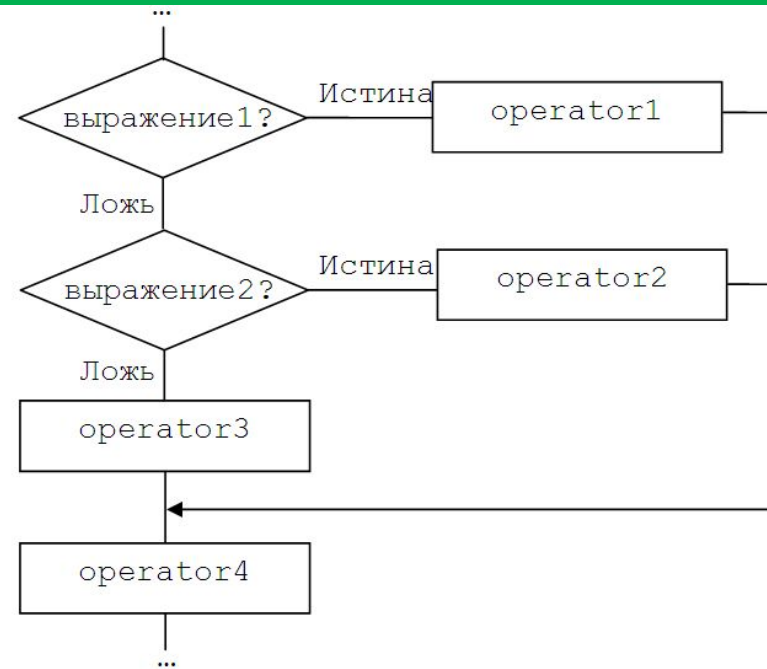 …
выражение1?
Истина
operator1
Ложь
выражение2?
Истина
operator2
Ложь
operator3
operator4
…